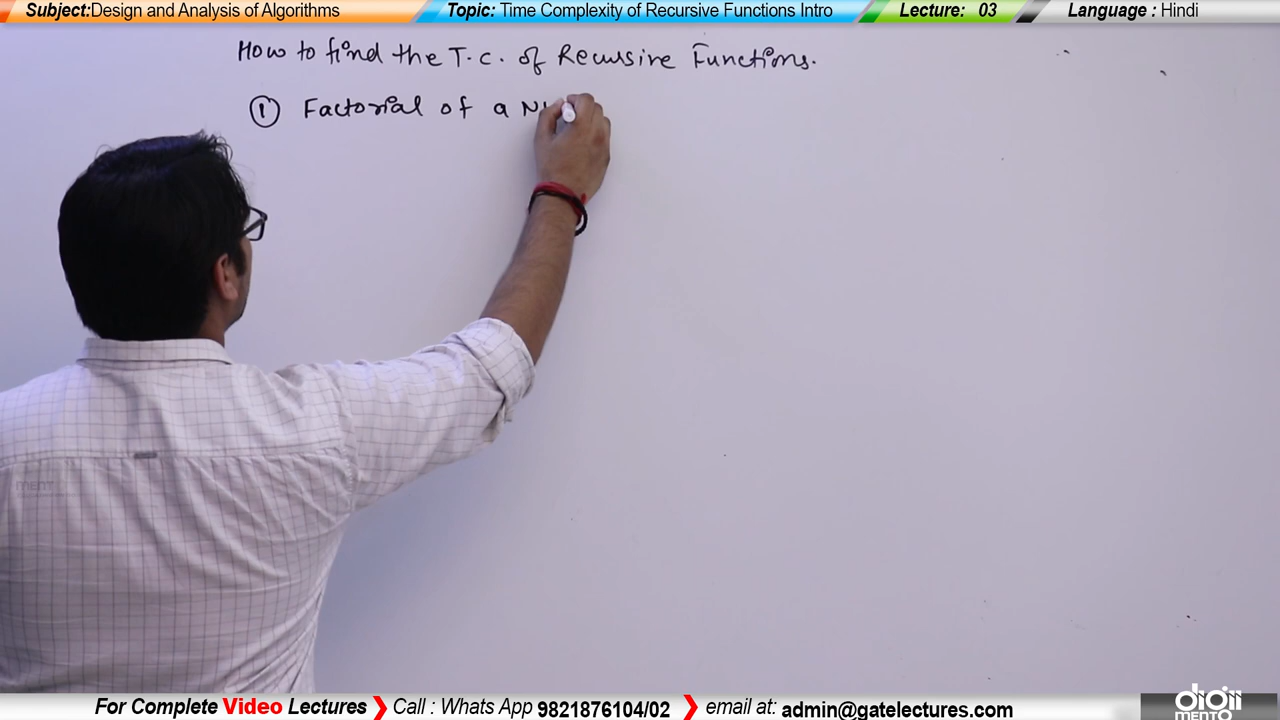 Subject:Design and Analysis of Algorithms
Topic: Time Complexity of Recursive Functions Intro
Lecture: 03
Language : Hindi
How to find the T.C. of Recursive Functions.
① Factorial of a
For Complete Video Lectures
Call : Whats App 9821876104/02
email at: admin@gatelectures.com
digii
MENTO